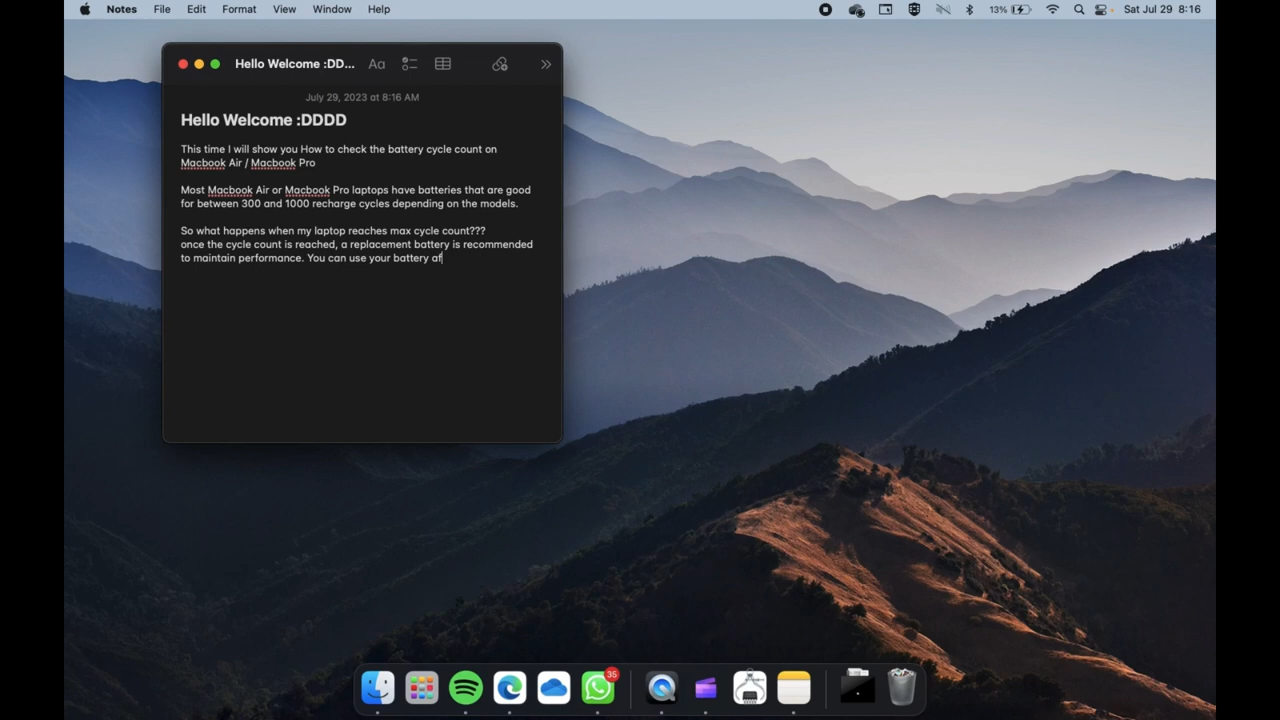 Notes File Edit Format View Window Help 13% Sat Jul 29 8:16
Hello Welcome :DD... Aa
July 29, 2023 at 8:16 AM
Hello Welcome :DDDD
This time I will show you How to check the battery cycle count on
Macbook Air / Macbook Pro
Most Macbook Air or Macbook Pro laptops have batteries that are good
for between 300 and 1000 recharge cycles depending on the models.
So what happens when my laptop reaches max cycle count???
once the cycle count is reached, a replacement battery is recommended
to maintain performance. You can use your battery af
35